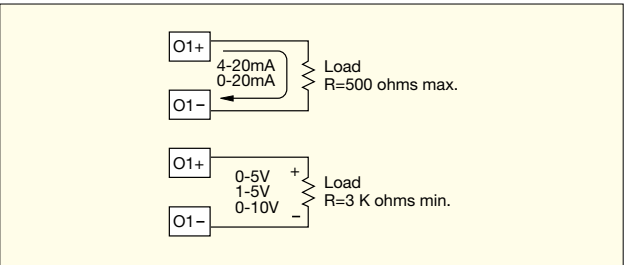 O1+
4-20mA
0-20mA
O1−
Load
R=500 ohms max.
O1+
0-5V
1-5V
0-10V
+
−
O1−
Load
R=3 K ohms min.